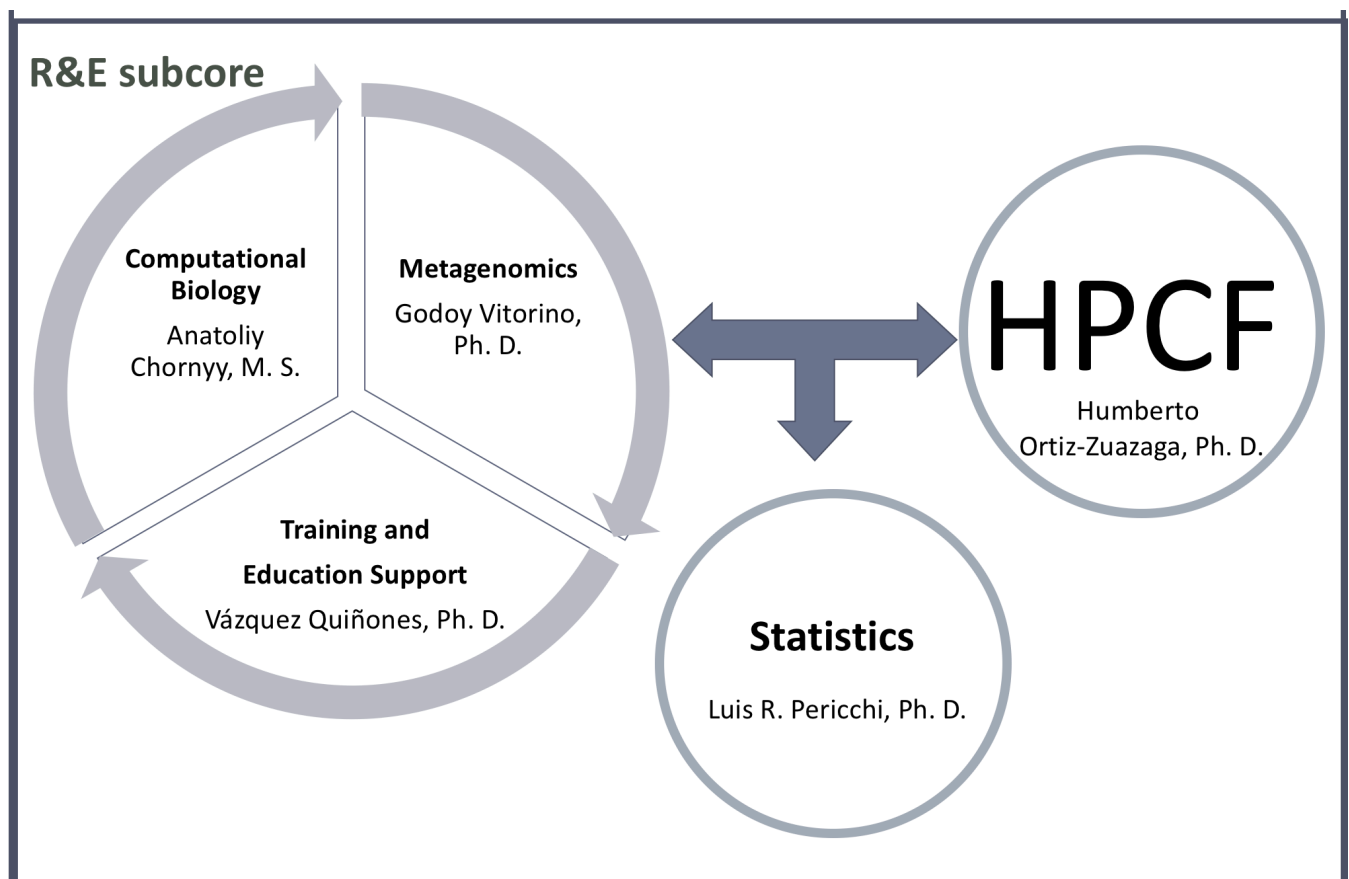 R&E subcore
Computational
Biology
Anatoliy
Chornyy, M. S.
Metagenomics
Godoy Vitorino,
Ph. D.
Training and
Education Support
Vázquez Quiñones, Ph. D.
HPCF
Humberto
Ortiz-Zuazaga, Ph. D.
Statistics
Luis R. Pericchi, Ph. D.